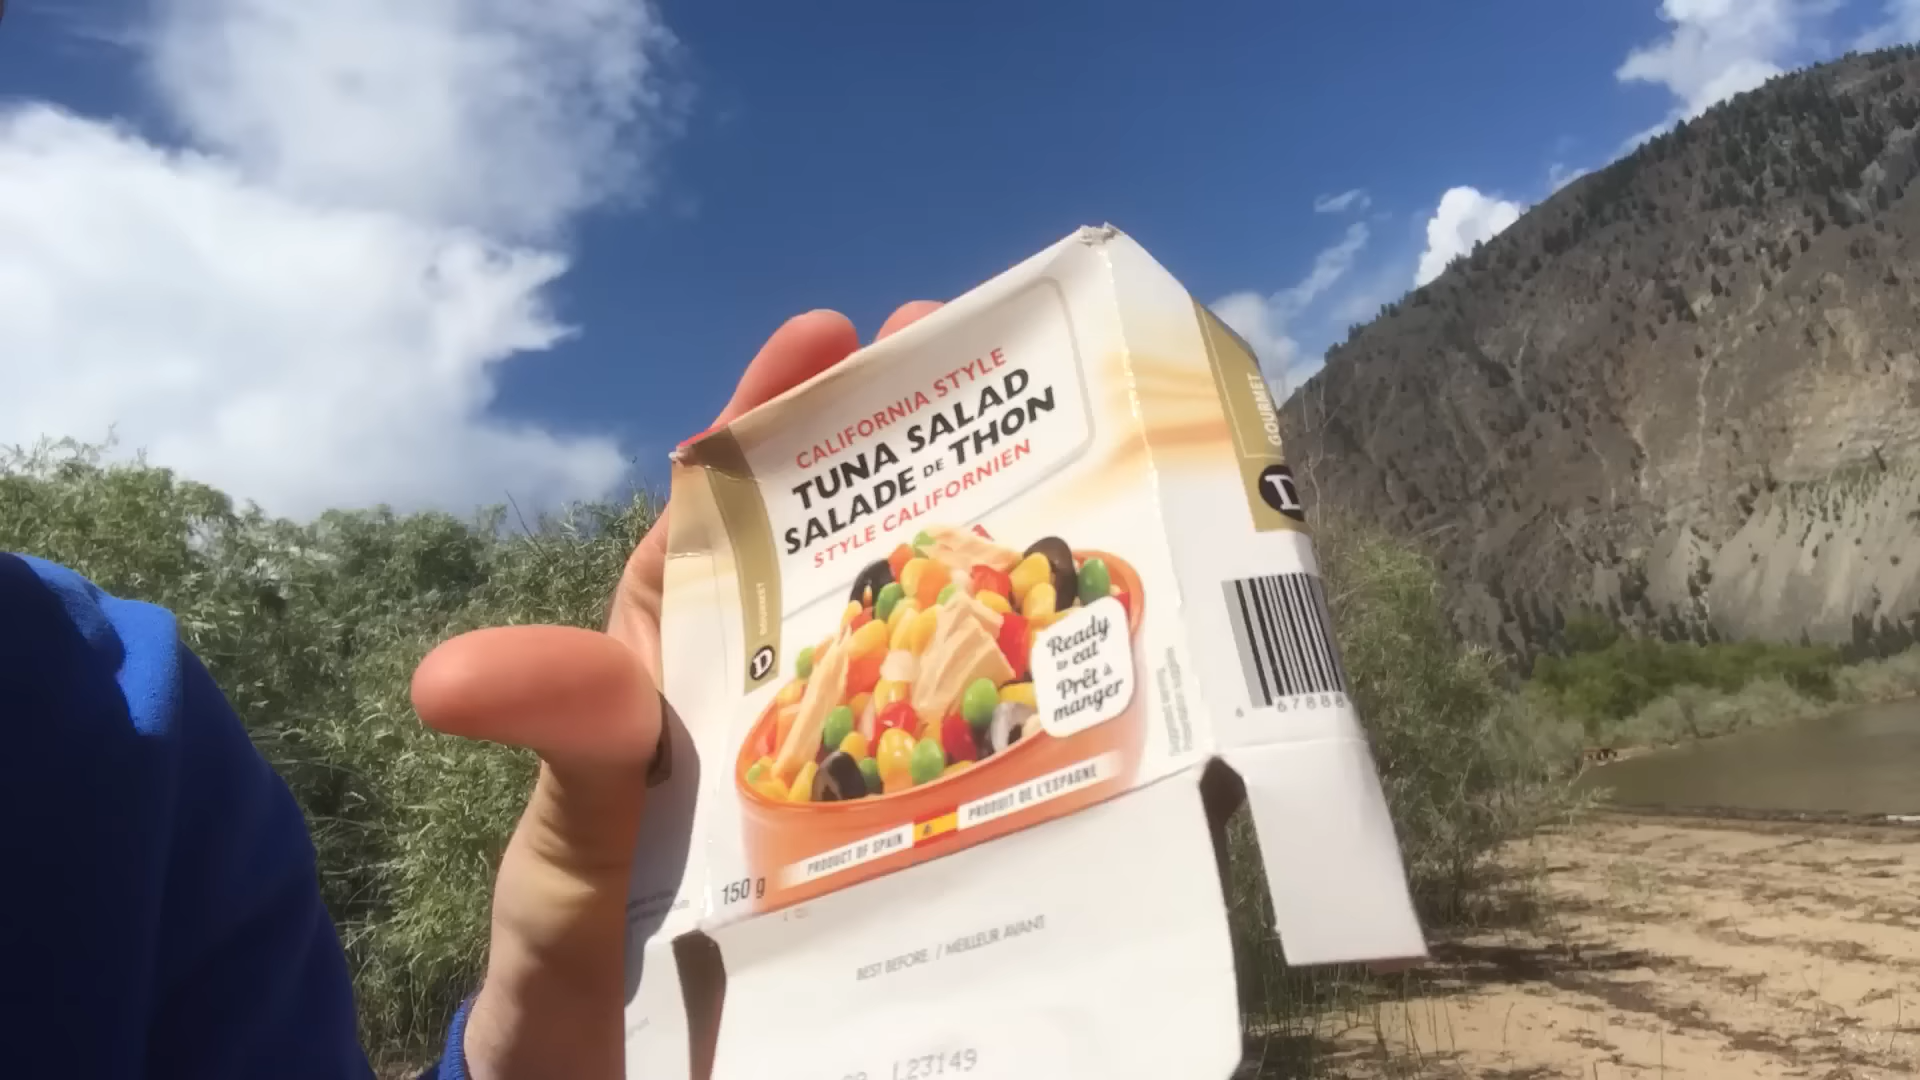 CALIFORNIA STYLE
TUNA SALAD
SALADE DE THON
STYLE CALIFORNIEN
GOURMET
D
Ready
to eat
Prêt à
manger
PRODUCT OF SPAIN
PRODUIT DE L'ESPAGNE
150 g
GOURMET
D
6 67888
BEST BEFORE / MEILLEUR AVANT
L23149